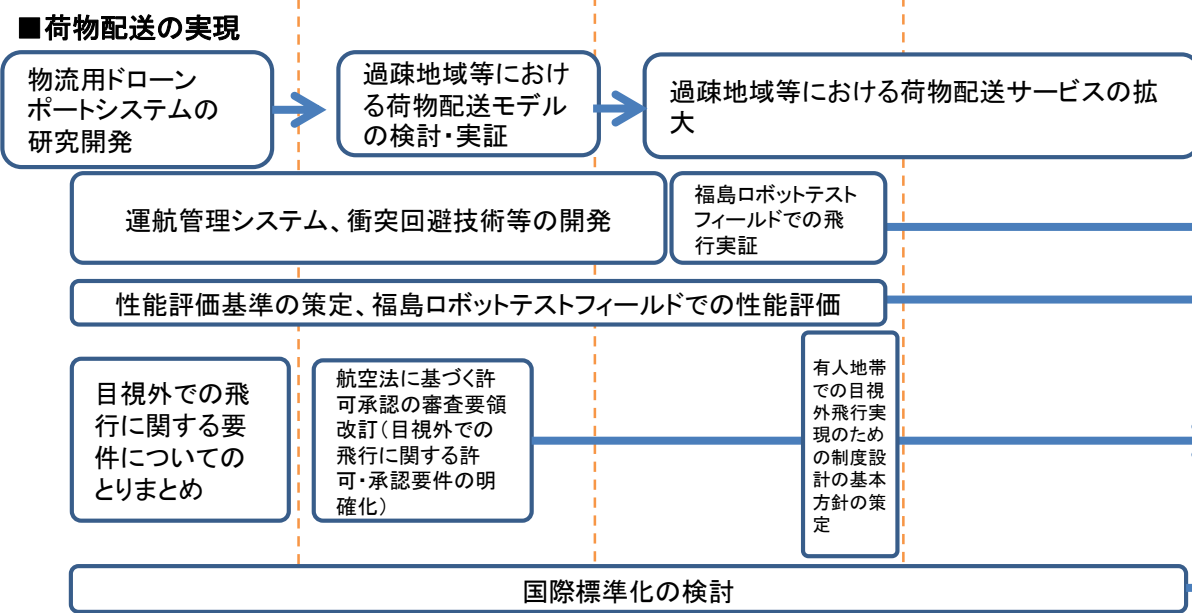 ■荷物配送の実現
物流用ドローン
ポートシステムの
研究開発
過疎地域等におけ
る荷物配送モデル
の検討・実証
過疎地域等における荷物配送サービスの拡
大
運航管理システム、衝突回避技術等の開発
福島ロボットテスト
フィールドでの飛
行実証
性能評価基準の策定、福島ロボットテストフィールドでの性能評価
目視外での飛
行に関する要
件についての
とりまとめ
航空法に基づく許
可承認の審査要領
改訂（目視外での
飛行に関する許
可・承認要件の明
確化）
有人地帯
での目視
外飛行実
現のため
の制度設
計の基本
方針の策
定
国際標準化の検討